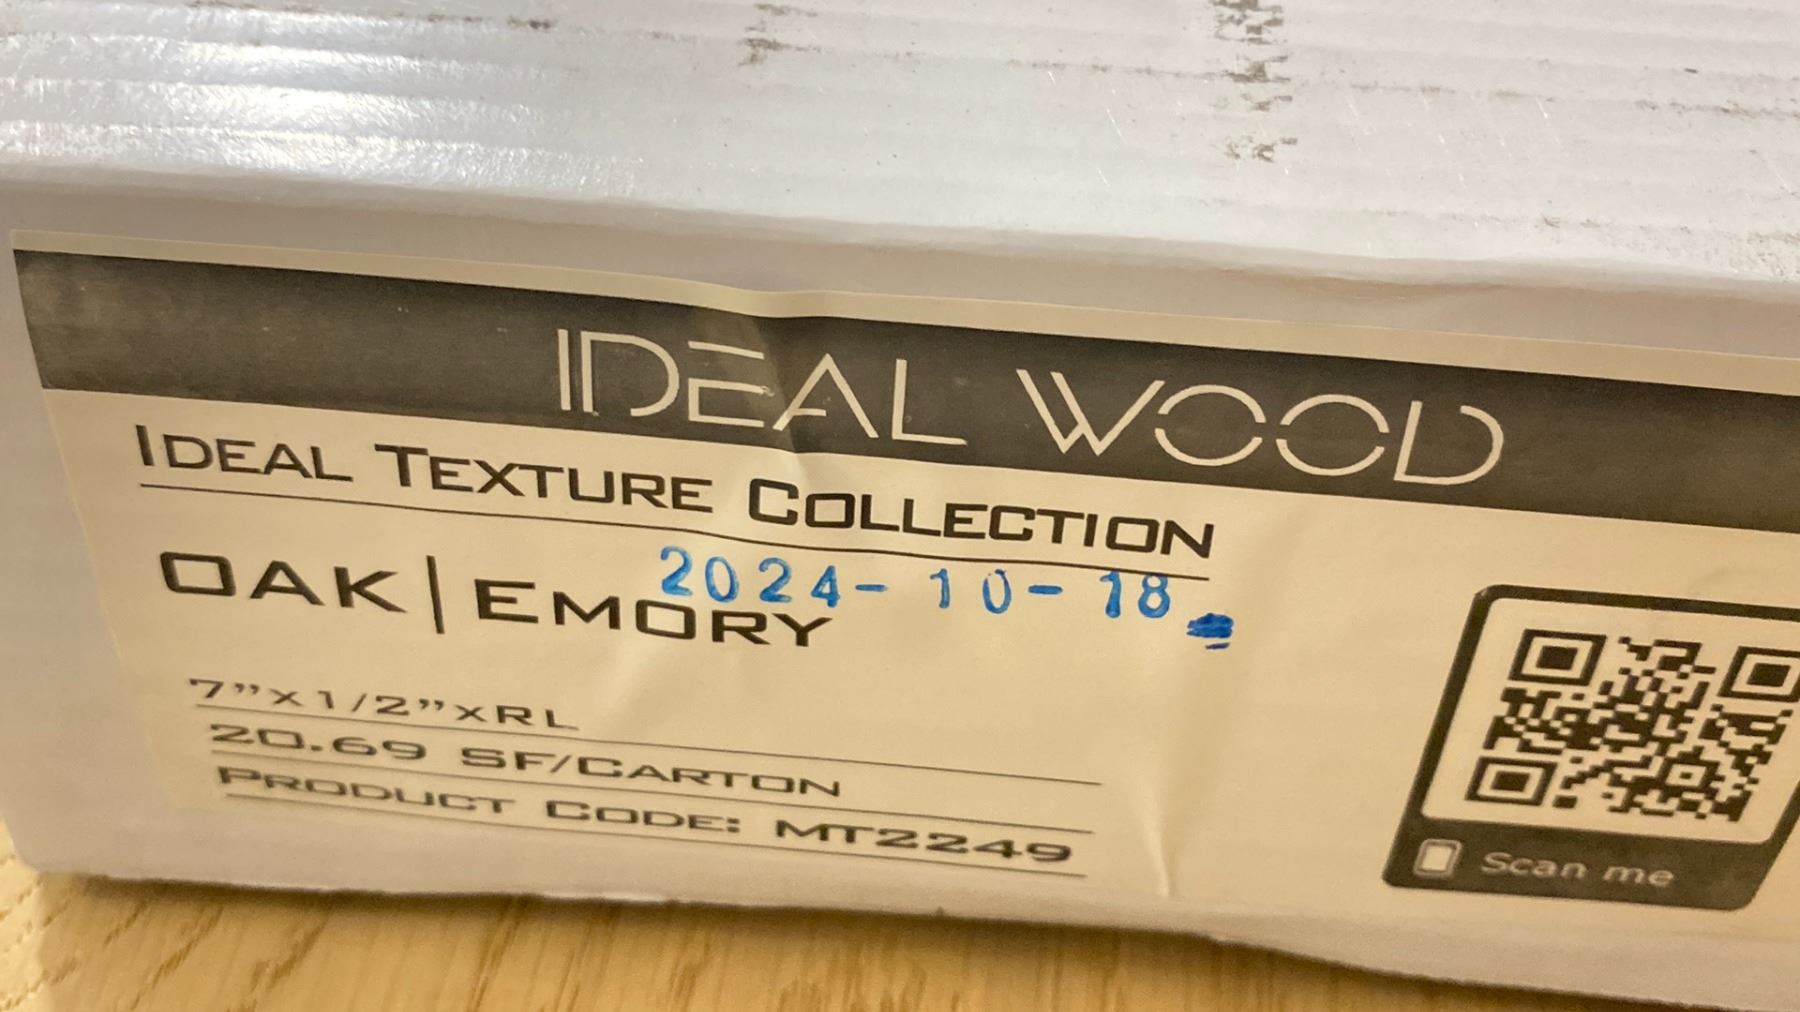 IDEAL WOOD
IDEAL TEXTURE COLLECTION
2024-10-18
OAK|EMORY
7”x1/2”xRL
20.69 SF/CARTON
PRODUCT CODE: MT2249
Scan me